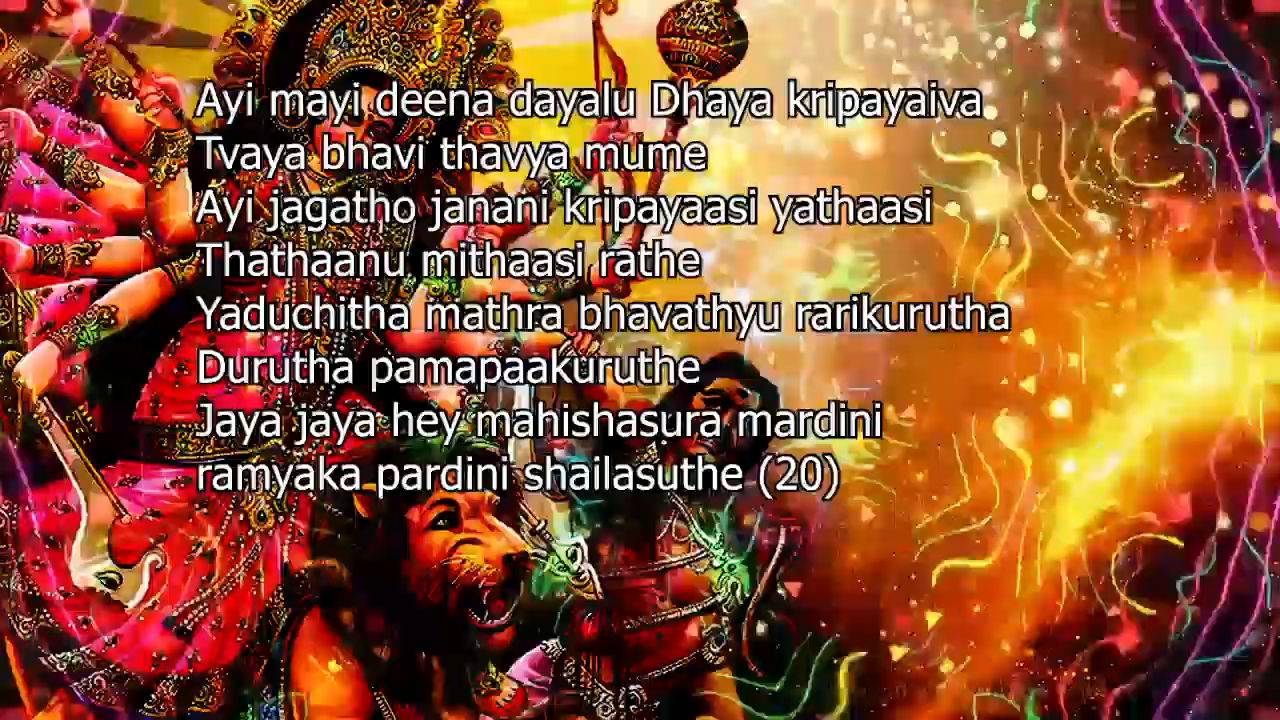 Ayi mayi deena dayalu Dhaya kripayaiva
Tvaya bhavi thavya mume
Ayi jagatho janani kripayaasi yathaasi
Thathaanu mithaasi rathe
Yaduchitha mathra bhavathyu rarikurutha
Durutha pamapaakuruthe
Jaya jaya hey mahishasura mardini
ramyaka pardini shailasuthe (20)